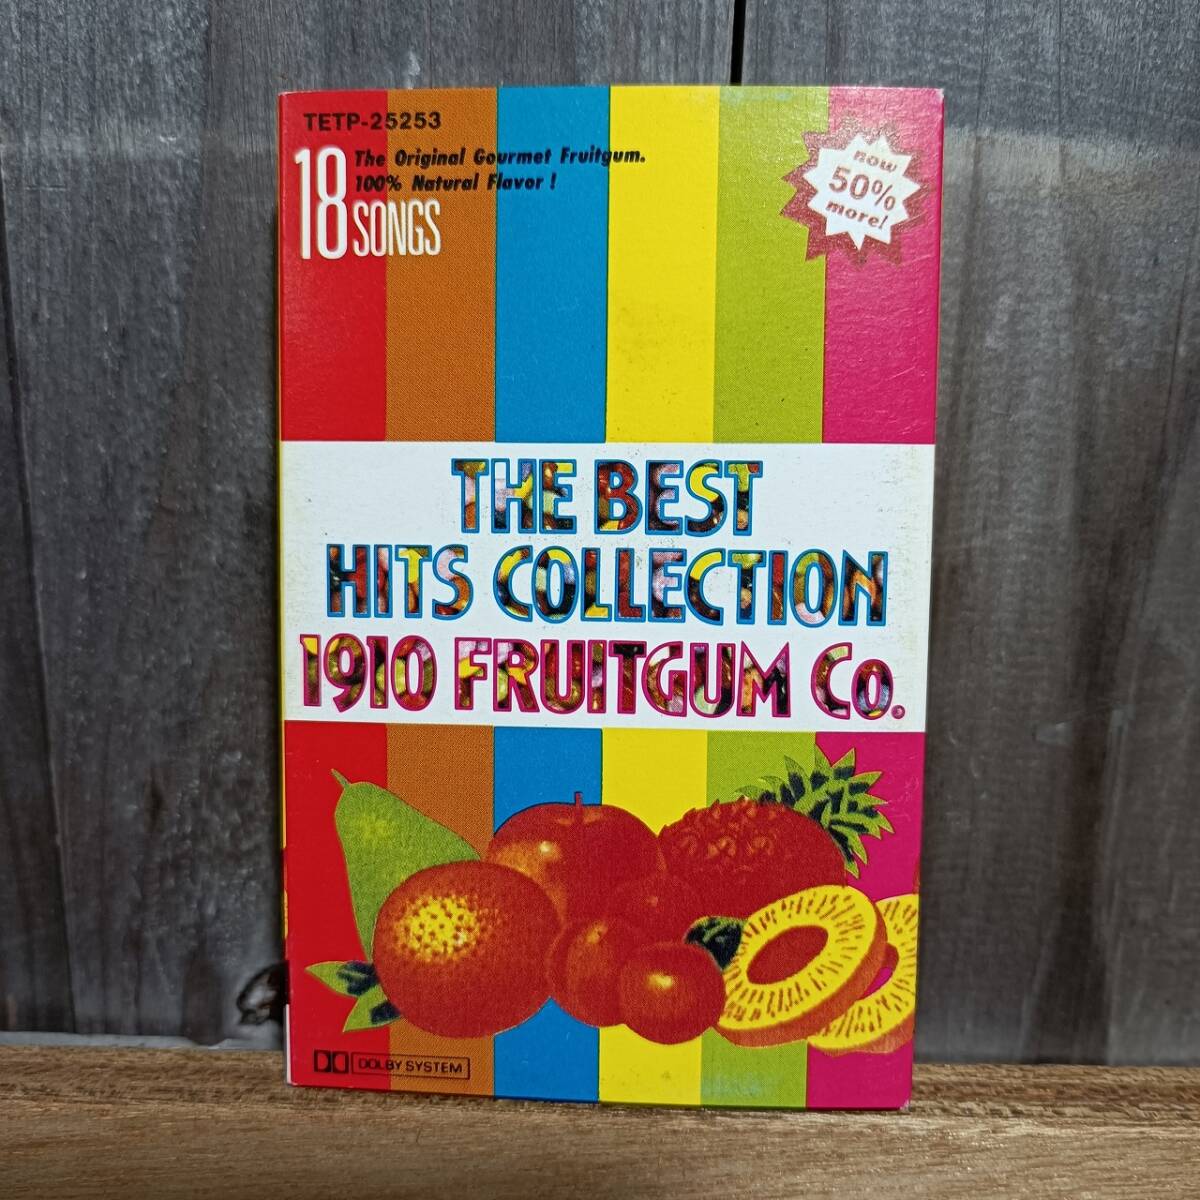 TETP-25253
18 SONGS
The Original Gourmet Fruitgum.
100% Natural Flavor !
now
50%
more!
THE BEST
HITS COLLECTION
1910 FRUITGUM CO.
DOLBY SYSTEM